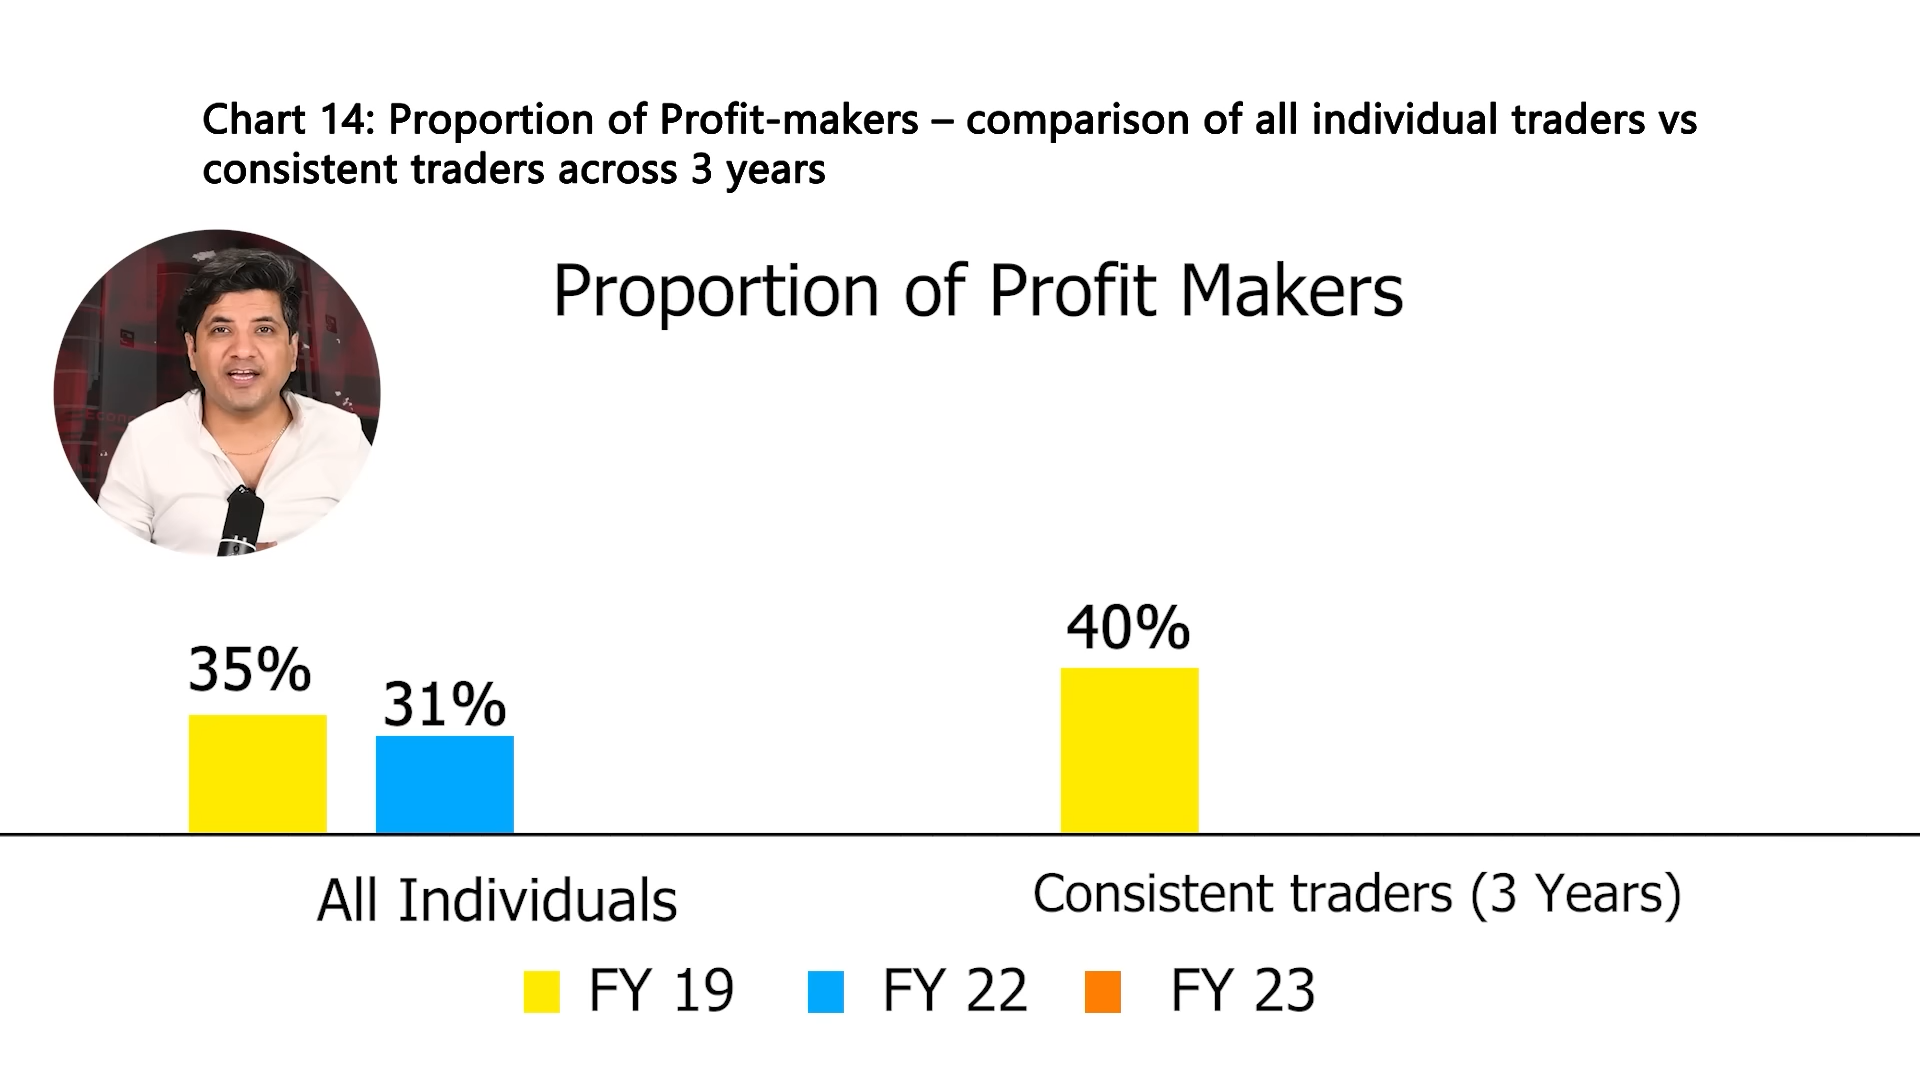 Chart 14: Proportion of Profit-makers – comparison of all individual traders vs
consistent traders across 3 years
Proportion of Profit Makers
35%
31%
40%
All Individuals
Consistent traders (3 Years)
FY 19
FY 22
FY 23